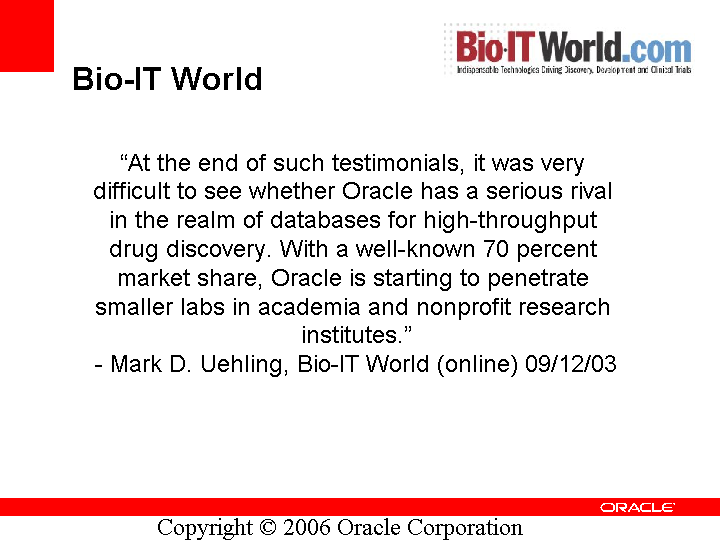 Bio·ITWorld.com
Indispensable Technologies Driving Discovery, Development and Clinical Trials
Bio-IT World
“At the end of such testimonials, it was very
difficult to see whether Oracle has a serious rival
in the realm of databases for high-throughput
drug discovery. With a well-known 70 percent
market share, Oracle is starting to penetrate
smaller labs in academia and nonprofit research
institutes.”
- Mark D. Uehling, Bio-IT World (online) 09/12/03
ORACLE
Copyright © 2006 Oracle Corporation